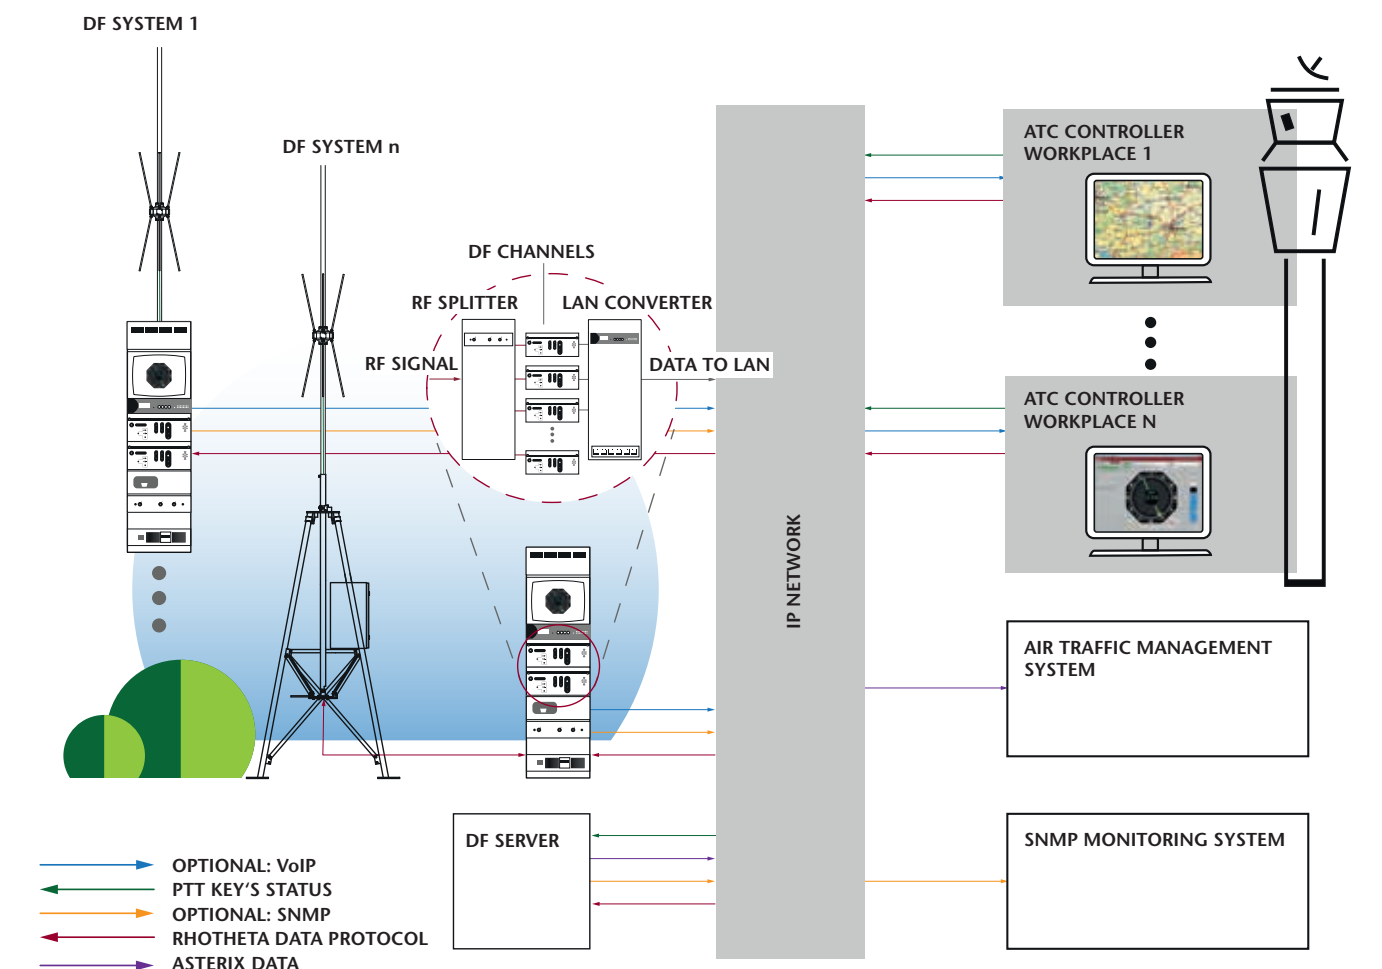 DF SYSTEM 1
DF SYSTEM n
DF CHANNELS
RF SPLITTER
LAN CONVERTER
RF SIGNAL
DATA TO LAN
IP NETWORK
ATC CONTROLLER
WORKPLACE 1
ATC CONTROLLER
WORKPLACE N
AIR TRAFFIC MANAGEMENT
SYSTEM
DF SERVER
SNMP MONITORING SYSTEM
OPTIONAL: VoIP
PTT KEY'S STATUS
OPTIONAL: SNMP
RHOTHETA DATA PROTOCOL
ASTERIX DATA